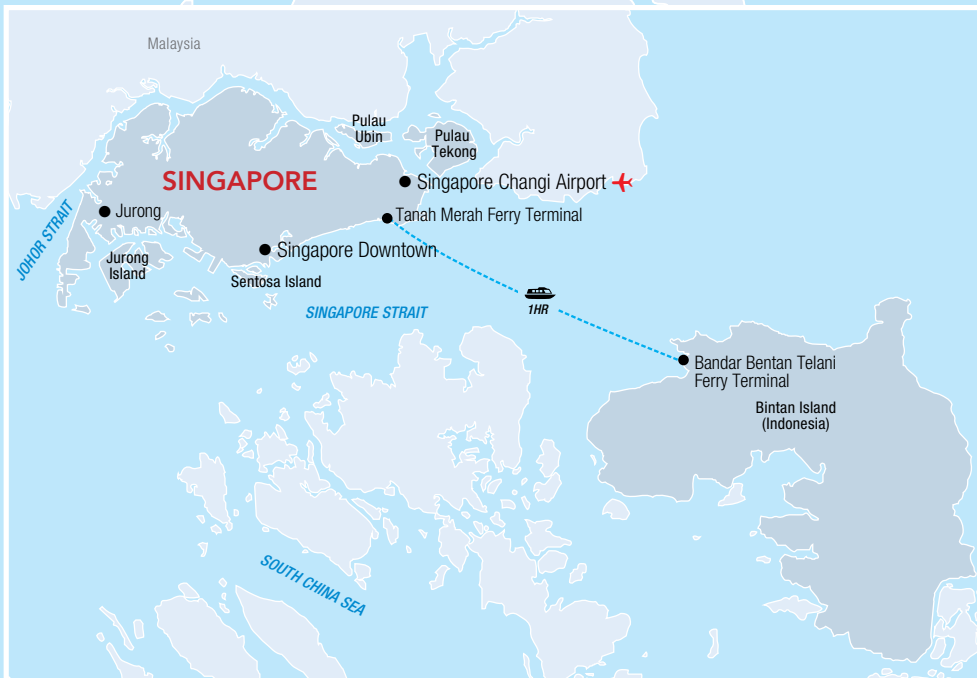 Malaysia
Pulau
Ubin
Pulau
Tekong
SINGAPORE
Singapore Changi Airport
Jurong
Tanah Merah Ferry Terminal
JOHOR STRAIT
Jurong
Island
Singapore Downtown
Sentosa Island
SINGAPORE STRAIT
1HR
Bandar Bentan Telani
Ferry Terminal
Bintan Island
(Indonesia)
SOUTH CHINA SEA